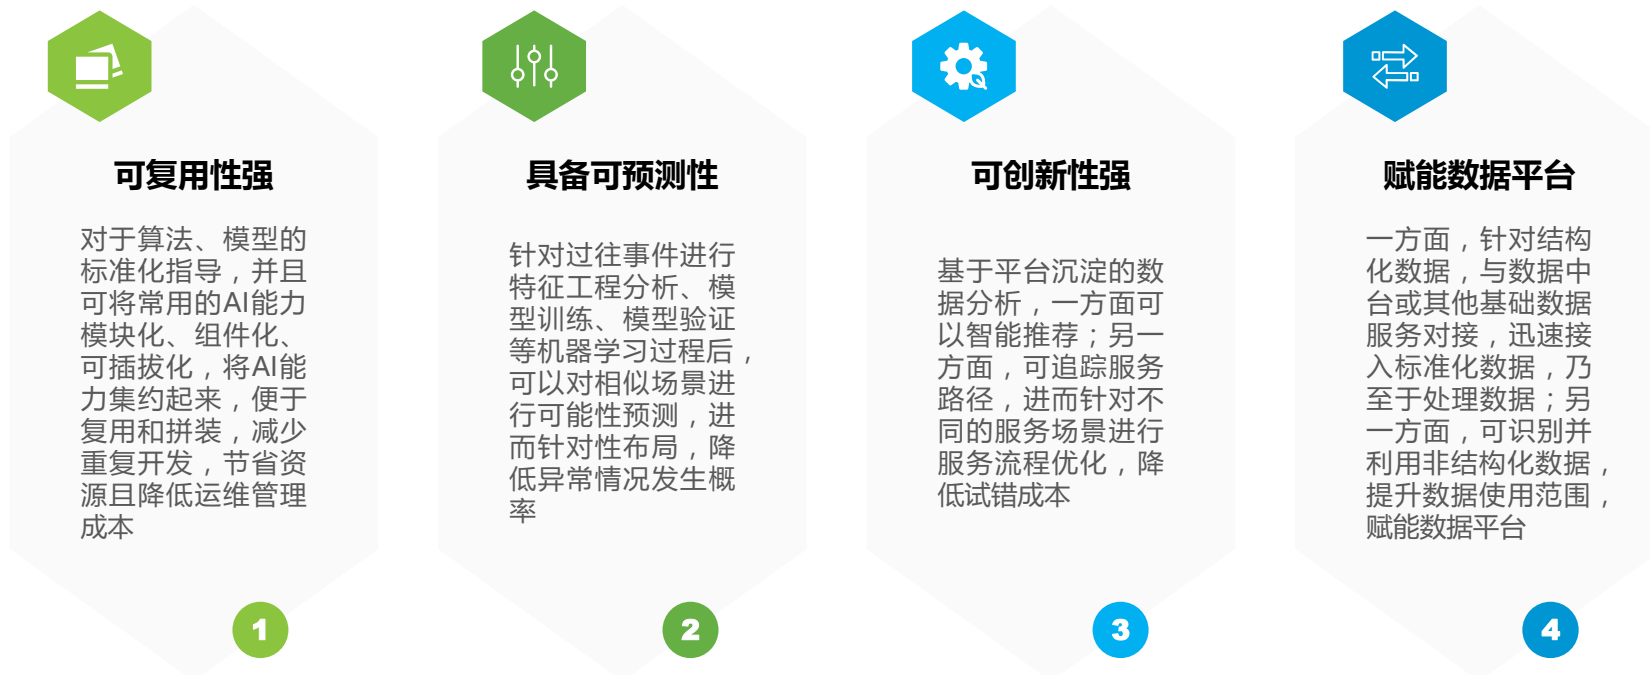 可复用性强
对于算法、模型的
标准化指导，并且
可将常用的AI能力
模块化、组件化、
可插拔化，将AI能
力集约起来，便于
复用和拼装，减少
重复开发，节省资
源且降低运维管理
成本
1
具备可预测性
针对过往事件进行
特征工程分析、模
型训练、模型验证
等机器学习过程后，
可以对相似场景进
行可能性预测，进
而针对性布局，降
低异常情况发生概
率
2
可创新性强
基于平台沉淀的数
据分析，一方面可
以智能推荐；另一
方面，可追踪服务
路径，进而针对不
同的服务场景进行
服务流程优化，降
低试错成本
3
赋能数据平台
一方面，针对结构
化数据，与数据中
台或其他基础数据
服务对接，迅速接
入标准化数据，乃
至于处理数据；另
一方面，可识别并
利用非结构化数据，
提升数据使用范围，
赋能数据平台
4